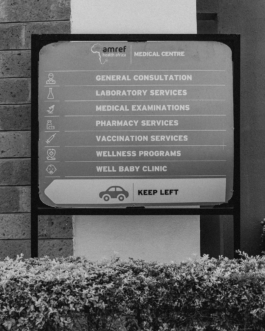 amref
MEDICAL CENTRE
GENERAL CONSULTATION
LABORATORY SERVICES
MEDICAL EXAMINATIONS
PHARMACY SERVICES
VACCINATION SERVICES
WELLNESS PROGRAMS
WELL BABY CLINIC
KEEP LEFT